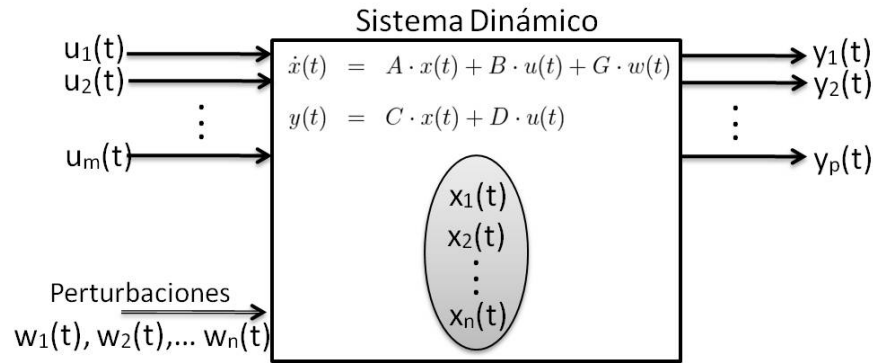 Sistema Dinámico
u₁(t)
u₂(t)
⋮
uₘ(t)
ẋ(t) = A · x(t) + B · u(t) + G · w(t)
y(t) = C · x(t) + D · u(t)
x₁(t)
x₂(t)
⋮
xₙ(t)
y₁(t)
y₂(t)
⋮
yₚ(t)
Perturbaciones
w₁(t), w₂(t),... wₙ(t)